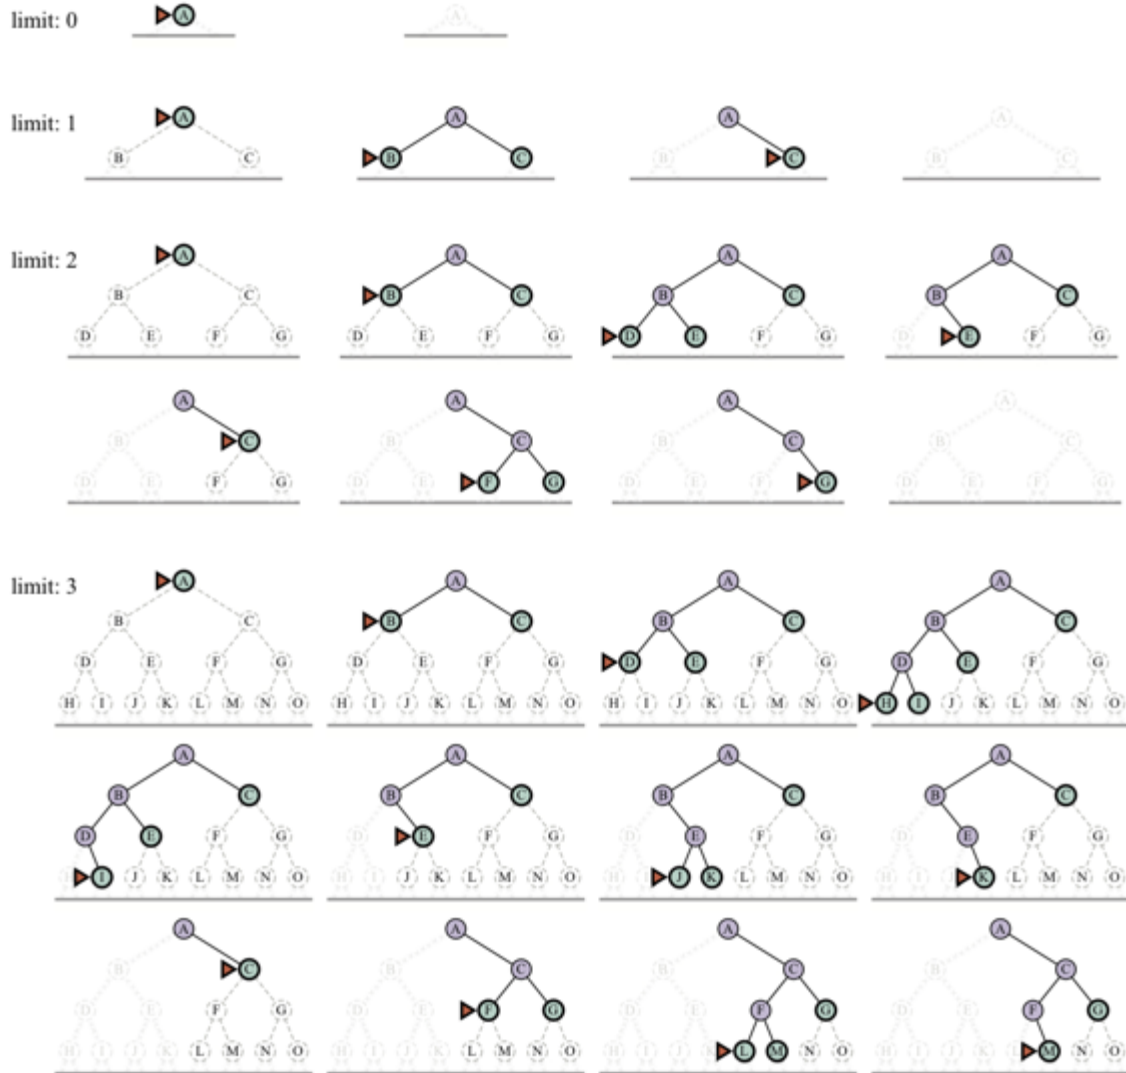 limit: 0
A A
limit: 1
A A A A
B C B C B C B C
limit: 2
A A A A
B C B C B C B C
D E F G D E F G D E F G D E F G
A A A A
B C B C B C B C
D E F G D E F G D E F G D E F G
limit: 3
A A A A
B C B C B C B C
D E F G D E F G D E F G D E F G
H I J K L M N O H I J K L M N O H I J K L M N O H I J K L M N O
A A A A
B C B C B C B C
D E F G D E F G D E F G D E F G
H I J K L M N O H I J K L M N O H I J K L M N O H I J K L M N O
A A A A
B C B C B C B C
D E F G D E F G D E F G D E F G
H I J K L M N O H I J K L M N O H I J K L M N O H I J K L M N O